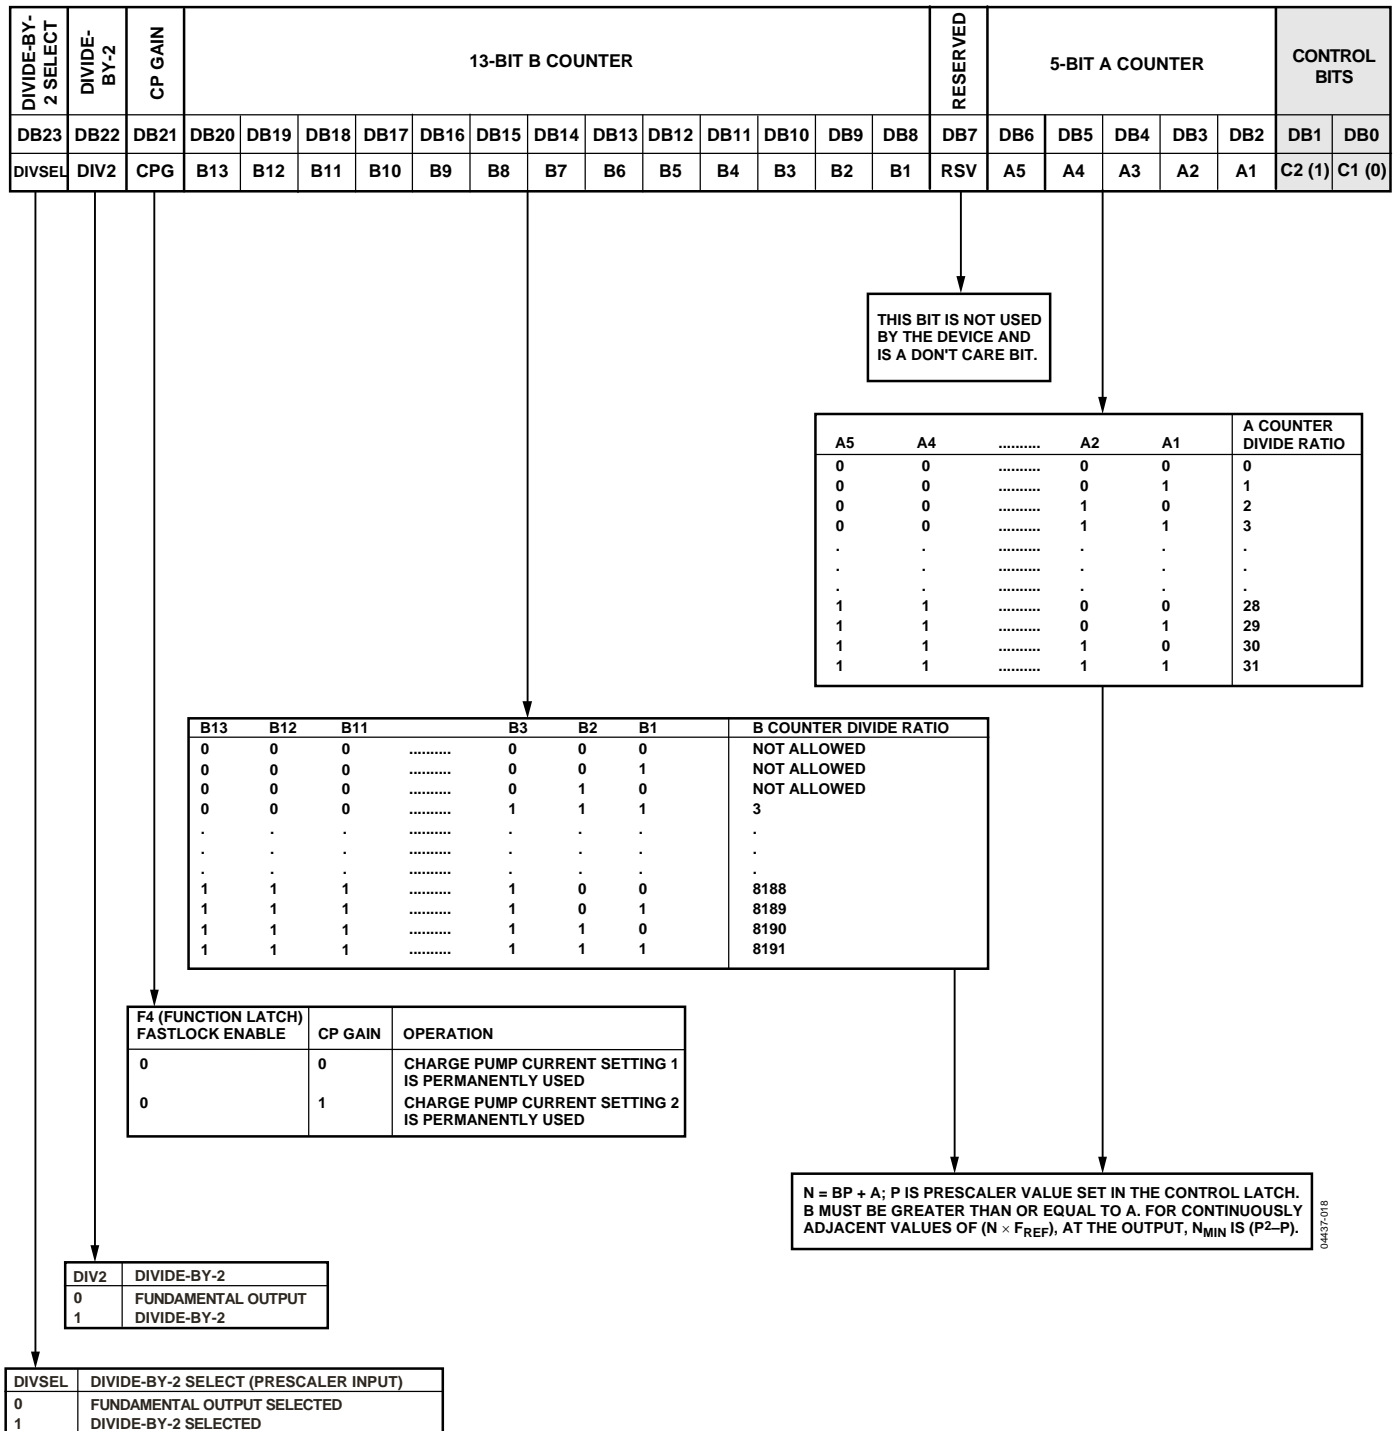 DIVIDE-BY-
2 SELECT
DIVIDE-
BY-2
CP GAIN
13-BIT B COUNTER
RESERVED
5-BIT A COUNTER
CONTROL
BITS
DB23 DB22 DB21 DB20 DB19 DB18 DB17 DB16 DB15 DB14 DB13 DB12 DB11 DB10 DB9 DB8 DB7 DB6 DB5 DB4 DB3 DB2 DB1 DB0
DIVSEL DIV2 CPG B13 B12 B11 B10 B9 B8 B7 B6 B5 B4 B3 B2 B1 RSV A5 A4 A3 A2 A1 C2 (1) C1 (0)
THIS BIT IS NOT USED
BY THE DEVICE AND
IS A DON'T CARE BIT.
A COUNTER
A5 A4 .......... A2 A1 DIVIDE RATIO
0 0 .......... 0 0 0
0 0 .......... 0 1 1
0 0 .......... 1 0 2
0 0 .......... 1 1 3
. . .......... . . .
. . .......... . . .
. . .......... . . .
1 1 .......... 0 0 28
1 1 .......... 0 1 29
1 1 .......... 1 0 30
1 1 .......... 1 1 31
B13 B12 B11 B3 B2 B1 B COUNTER DIVIDE RATIO
0 0 0 .......... 0 0 0 NOT ALLOWED
0 0 0 .......... 0 0 1 NOT ALLOWED
0 0 0 .......... 0 1 0 NOT ALLOWED
0 0 0 .......... 1 1 1 3
. . . .......... . . . .
. . . .......... . . . .
. . . .......... . . . .
1 1 1 .......... 1 0 0 8188
1 1 1 .......... 1 0 1 8189
1 1 1 .......... 1 1 0 8190
1 1 1 .......... 1 1 1 8191
F4 (FUNCTION LATCH)
FASTLOCK ENABLE CP GAIN OPERATION
0 0 CHARGE PUMP CURRENT SETTING 1
IS PERMANENTLY USED
0 1 CHARGE PUMP CURRENT SETTING 2
IS PERMANENTLY USED
N = BP + A; P IS PRESCALER VALUE SET IN THE CONTROL LATCH.
B MUST BE GREATER THAN OR EQUAL TO A. FOR CONTINUOUSLY
ADJACENT VALUES OF (N × FREF), AT THE OUTPUT, NMIN IS (P2–P).
04437-018
DIV2 DIVIDE-BY-2
0 FUNDAMENTAL OUTPUT
1 DIVIDE-BY-2
DIVSEL DIVIDE-BY-2 SELECT (PRESCALER INPUT)
0 FUNDAMENTAL OUTPUT SELECTED
1 DIVIDE-BY-2 SELECTED